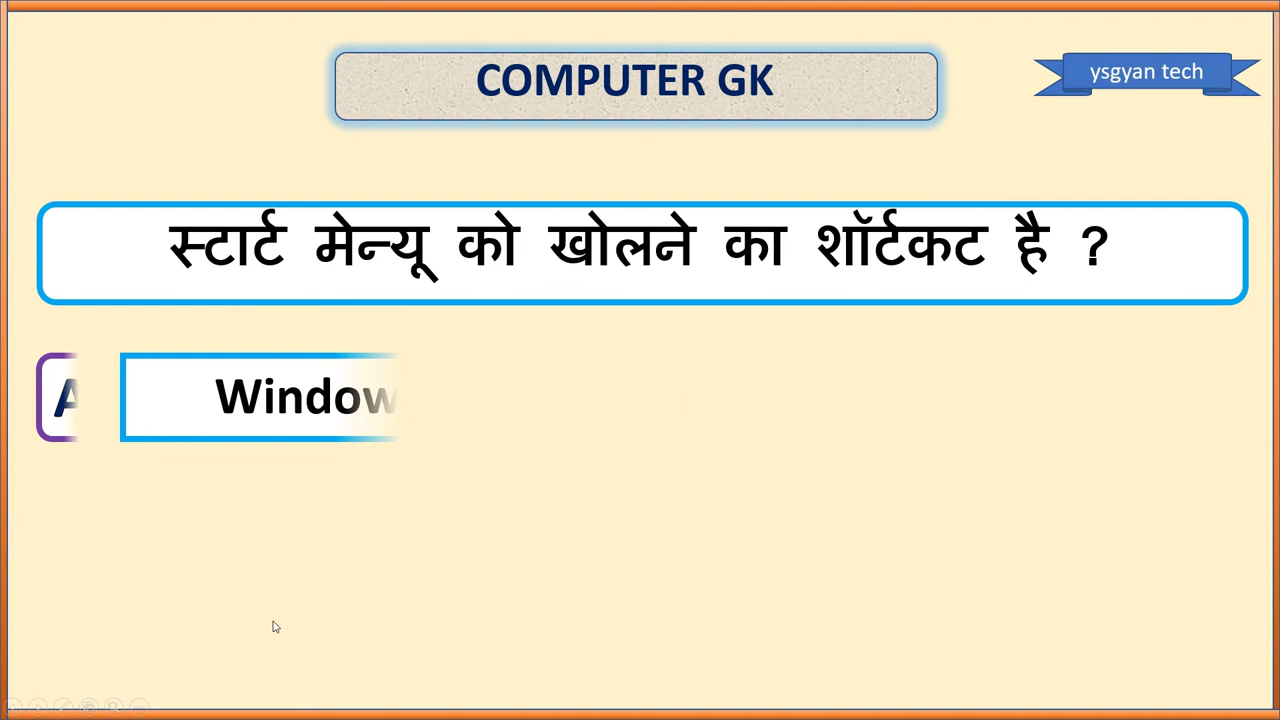 COMPUTER GK
ysgyan tech
स्टार्ट मेन्यू को खोलने का शॉर्टकट है ?
A
Window